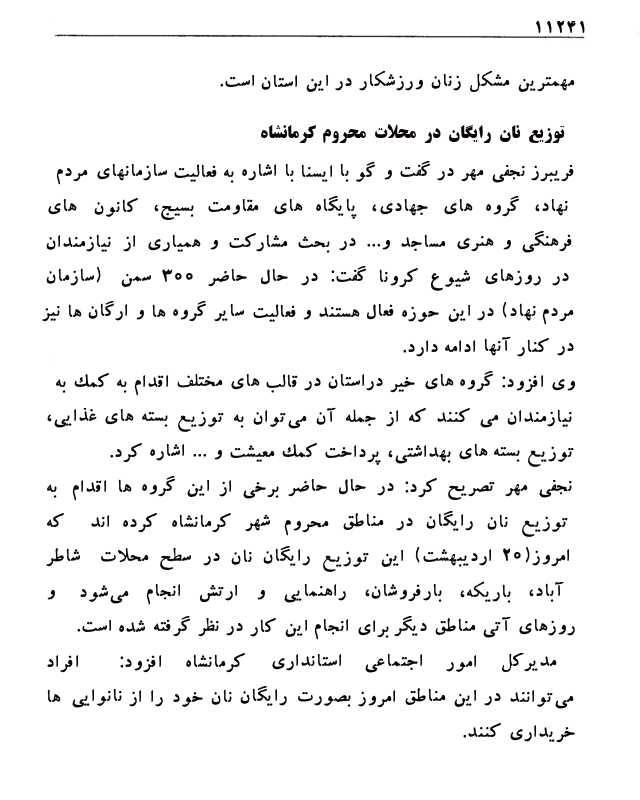 ۱۱۲۴۱
مهمترین مشکل زنان ورزشکار در این استان است.
توزیع نان رایگان در محلات محروم کرمانشاه
فریبرز نجفی مهر در گفت و گو با ایسنا با اشاره به فعالیت سازمانهای مردم
نهاد، گروه های جهادی، پایگاه های مقاومت بسیج، کانون های
فرهنگی و هنری مساجد و... در بحث مشارکت و همیاری از نیازمندان
در روزهای شیوع کرونا گفت: در حال حاضر ۳۰۰ سمن (سازمان
مردم نهاد) در این حوزه فعال هستند و فعالیت سایر گروه ها و ارگان ها نیز
در کنار آنها ادامه دارد.
وی افزود: گروه های خیر دراستان در قالب های مختلف اقدام به کمك به
نیازمندان می کنند که از جمله آن می‌توان به توزیع بسته های غذایی،
توزیع بسته های بهداشتی، پرداخت کمك معیشت و ... اشاره کرد.
نجفی مهر تصریح کرد: در حال حاضر برخی از این گروه ها اقدام به
توزیع نان رایگان در مناطق محروم شهر کرمانشاه کرده اند که
امروز(۲۰ اردیبهشت) این توزیع رایگان نان در سطح محلات شاطر
آباد، باریکه، بارفروشان، راهنمایی و ارتش انجام می‌شود و
روزهای آتی مناطق دیگر برای انجام این کار در نظر گرفته شده است.
مدیرکل امور اجتماعی استانداری کرمانشاه افزود: افراد
می‌توانند در این مناطق امروز بصورت رایگان نان خود را از نانوایی ها
خریداری کنند.